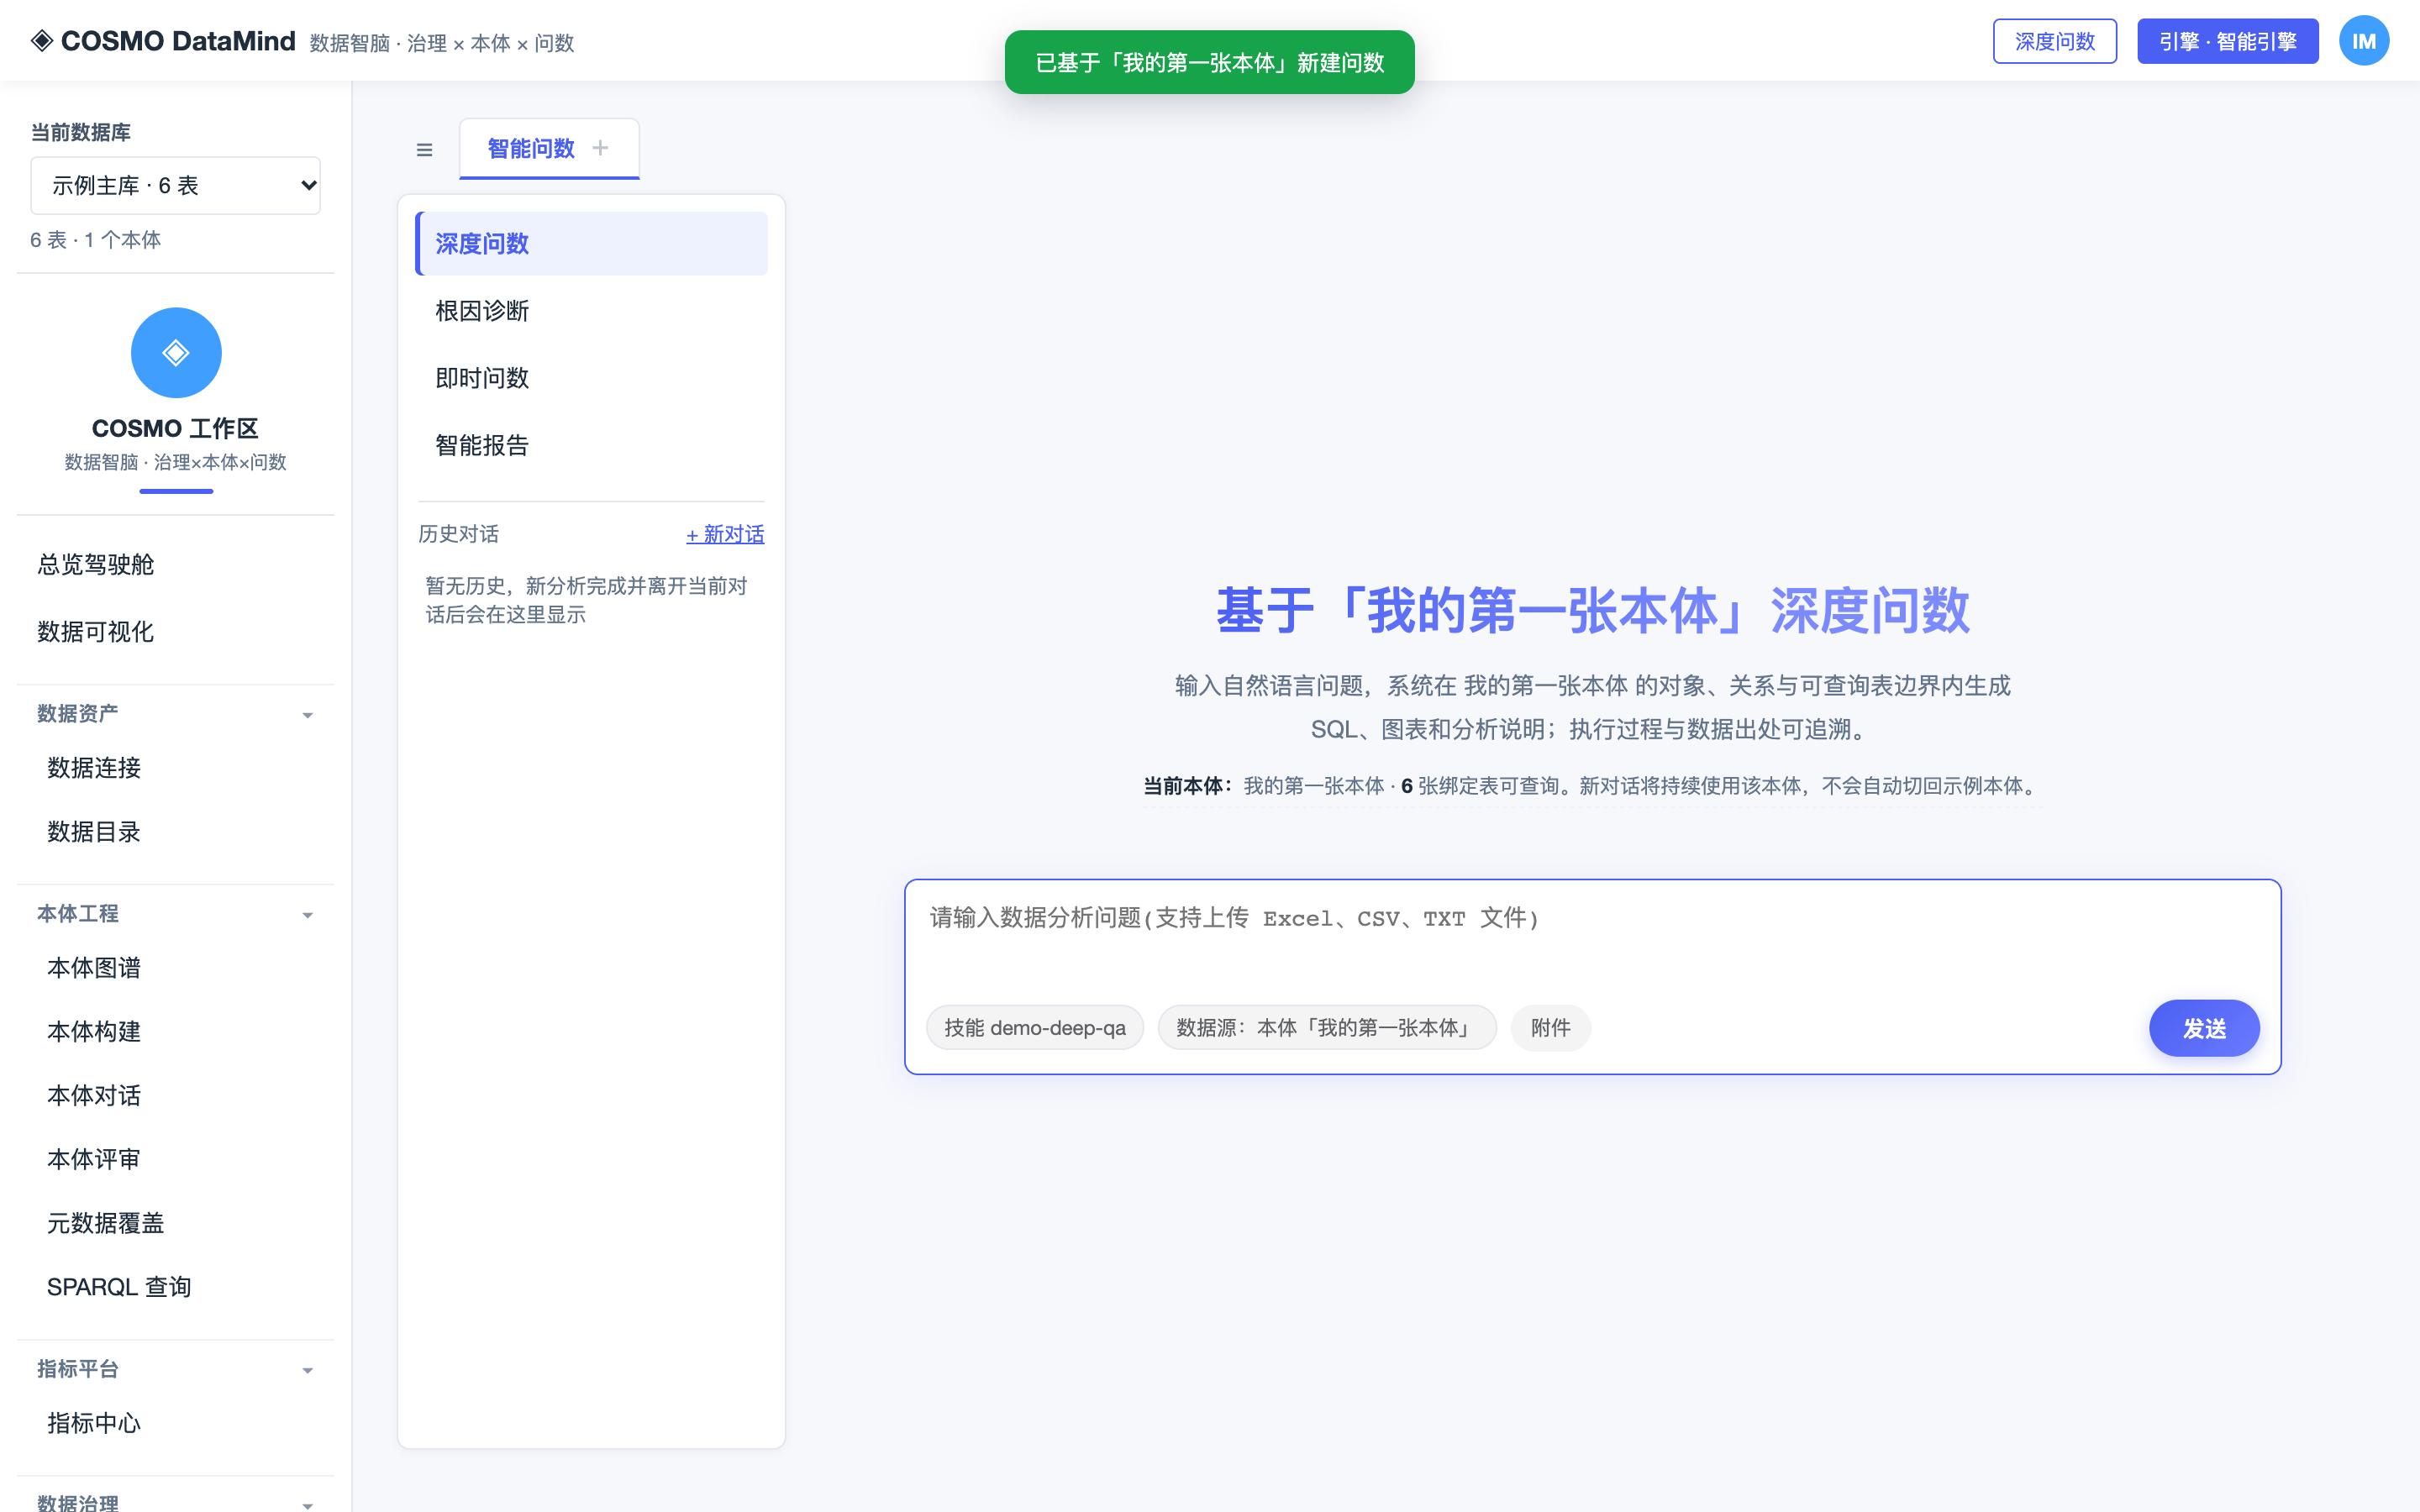 ◈ COSMO DataMind 数据智脑 · 治理 × 本体 × 问数
已基于「我的第一张本体」新建问数
深度问数
引擎 · 智能引擎
IM
当前数据库
示例主库 · 6 表
6 表 · 1 个本体
COSMO 工作区
数据智脑 · 治理×本体×问数
总览驾驶舱
数据可视化
数据资产
数据连接
数据目录
本体工程
本体图谱
本体构建
本体对话
本体评审
元数据覆盖
SPARQL 查询
指标平台
指标中心
数据治理
智能问数 +
深度问数
根因诊断
即时问数
智能报告
历史对话 + 新对话
暂无历史，新分析完成并离开当前对
话后会在这里显示
基于「我的第一张本体」深度问数
输入自然语言问题，系统在 我的第一张本体 的对象、关系与可查询表边界内生成
SQL、图表和分析说明；执行过程与数据出处可追溯。
当前本体：我的第一张本体 · 6 张绑定表可查询。新对话将持续使用该本体，不会自动切回示例本体。
请输入数据分析问题(支持上传 Excel、CSV、TXT 文件)
技能 demo-deep-qa
数据源：本体「我的第一张本体」
附件
发送